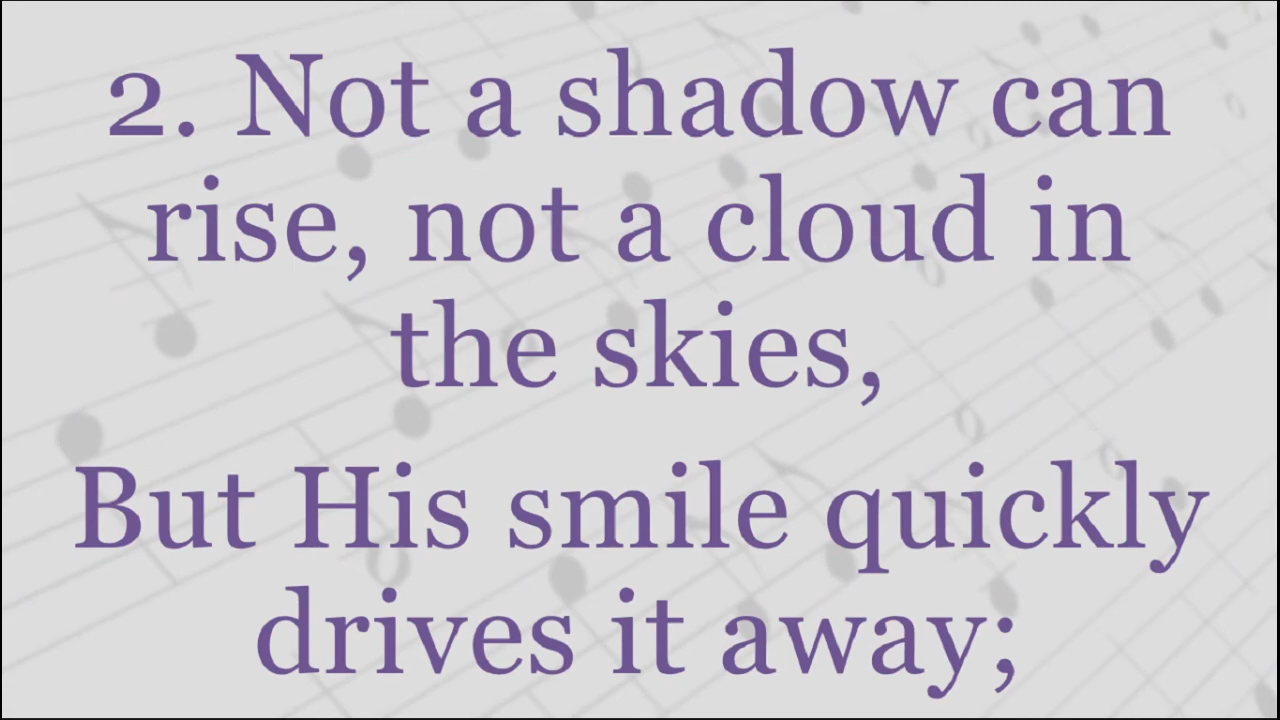 2. Not a shadow can
rise, not a cloud in
the skies,
But His smile quickly
drives it away;